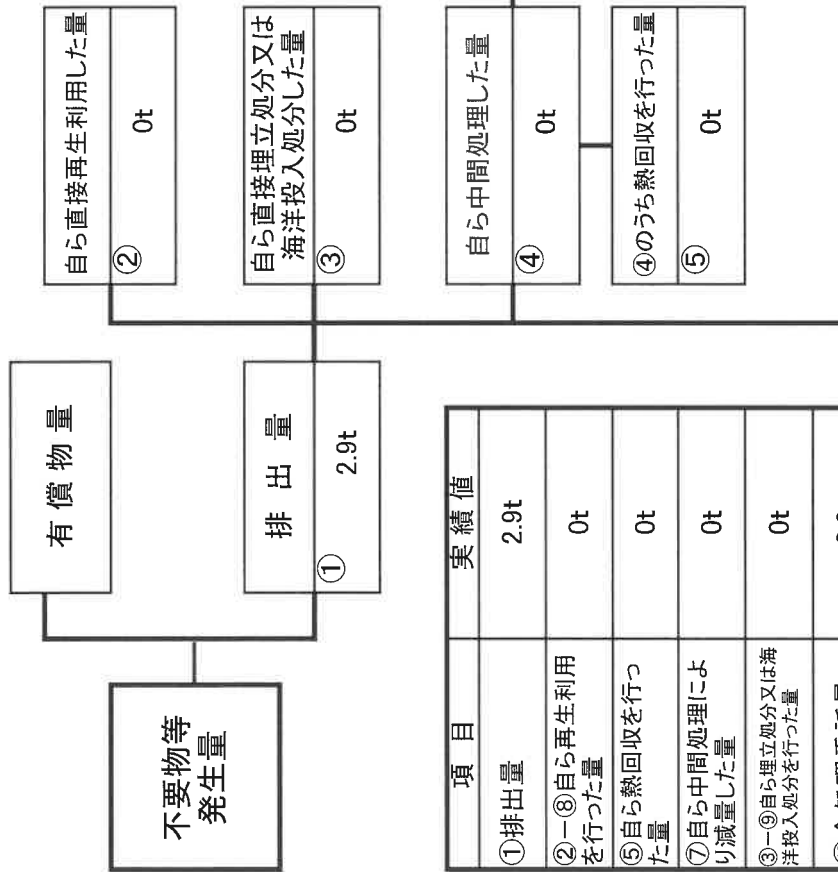 不要物等
発生量
有償物量
排出量
①
2.9t
自ら直接再生利用した量
②
0t
自ら直接埋立処分又は
海洋投入処分した量
③
0t
自ら中間処理した量
④
0t
④のうち熱回収を行った量
⑤
0t
項目
実績値
①排出量
2.9t
②－⑧自ら再生利用
を行った量
0t
⑤自ら熱回収を行っ
た量
0t
⑦自ら中間処理によ
り減量した量
0t
③－⑨自ら埋立処分又は海
洋投入処分を行った量
0t